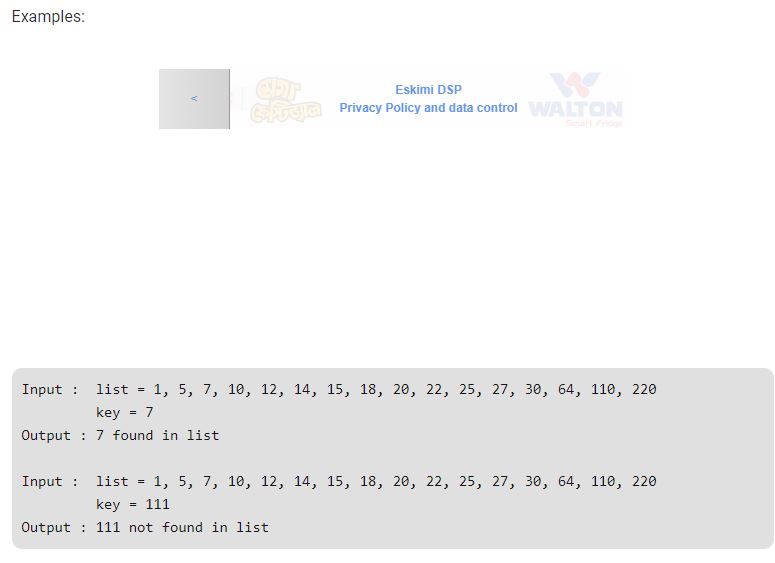 Examples:
<
Eskimi DSP
Privacy Policy and data control
WALTON
Smart Fridge
Input :  list = 1, 5, 7, 10, 12, 14, 15, 18, 20, 22, 25, 27, 30, 64, 110, 220
key = 7
Output : 7 found in list
Input :  list = 1, 5, 7, 10, 12, 14, 15, 18, 20, 22, 25, 27, 30, 64, 110, 220
key = 111
Output : 111 not found in list